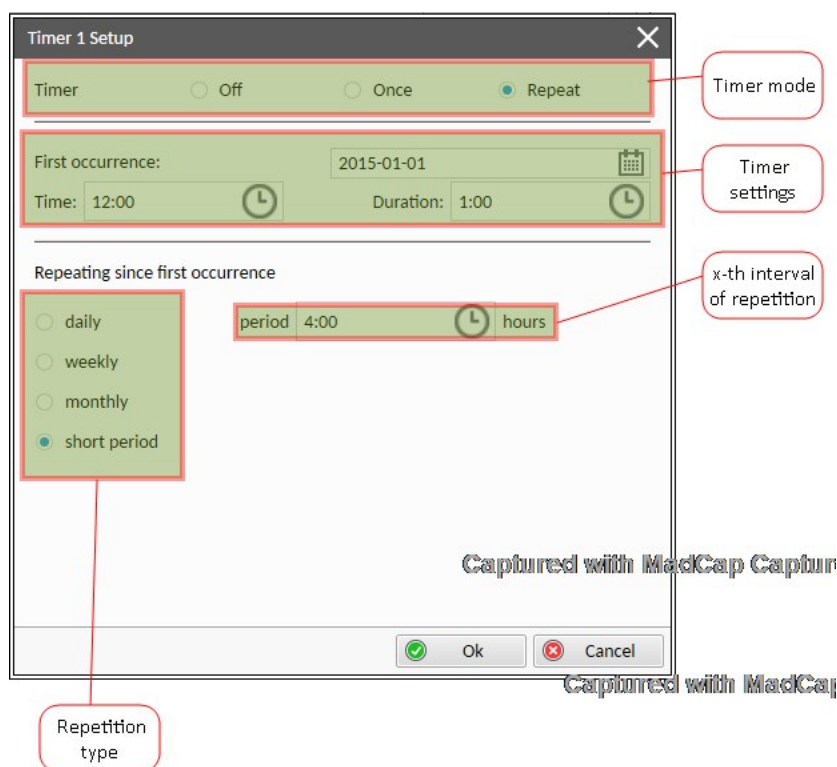 Timer 1 Setup
Timer Off Once Repeat
Timer mode
First occurrence: 2015-01-01
Time: 12:00 Duration: 1:00
Timer
settings
Repeating since first occurrence
x-th interval
of repetition
daily period 4:00 hours
weekly
monthly
short period
Captured with MadCap Captur
Ok Cancel
Captured with MadCap
Repetition
type